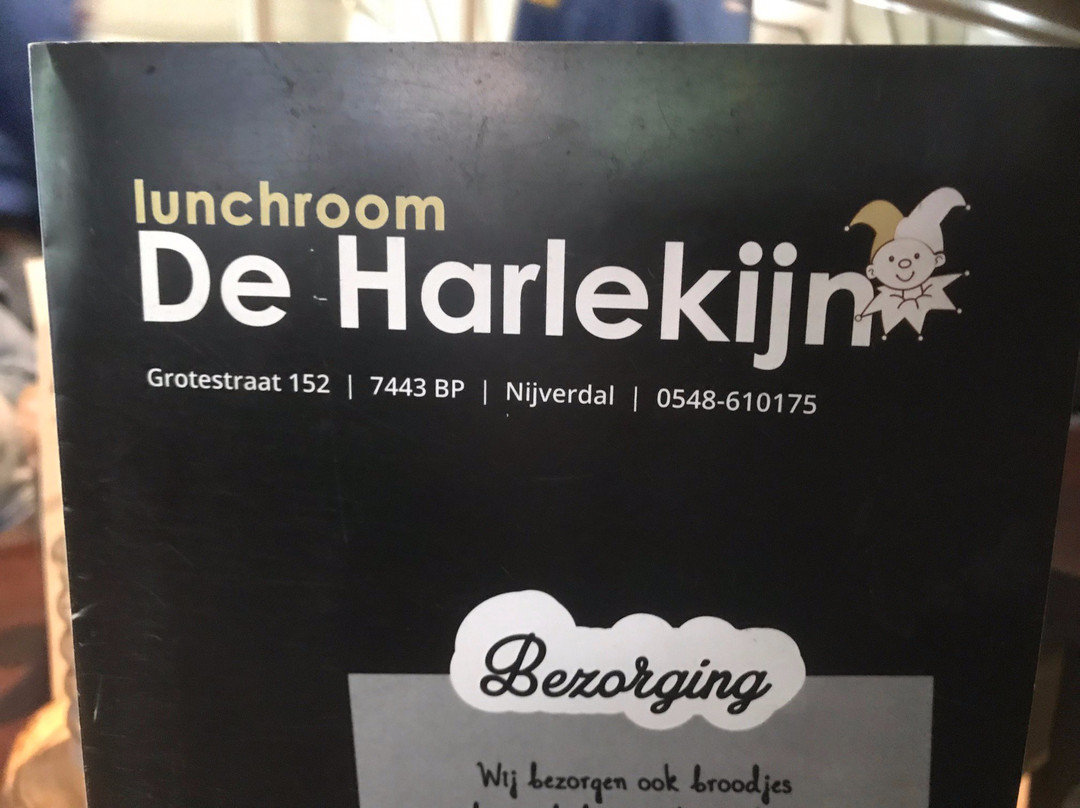 lunchroom
De Harlekijn
Grotestraat 152 | 7443 BP | Nijverdal | 0548-610175
Bezorging
Wij bezorgen ook broodjes